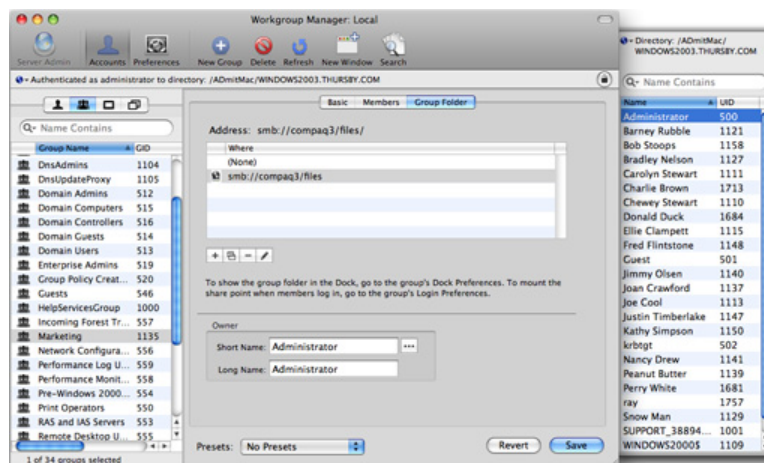 Workgroup Manager: Local
Server Admin Accounts Preferences New Group Delete Refresh New Window Search
Authenticated as administrator to directory: /ADmitMac/WINDOWS2003.THURSBY.COM
Name Contains
Group Name GID
DnsAdmins 1104
DnsUpdateProxy 1105
Domain Admins 512
Domain Computers 515
Domain Controllers 516
Domain Guests 514
Domain Users 513
Enterprise Admins 519
Group Policy Creat... 520
Guests 546
HelpServicesGroup 1000
Incoming Forest Tr... 557
Marketing 1135
Network Configura... 556
Performance Log U... 559
Performance Monit... 558
Pre-Windows 2000... 554
Print Operators 550
RAS and IAS Servers 553
Remote Desktop U... 555
1 of 34 groups selected
Basic Members Group Folder
Address: smb://compaq3/files/
Where
(None)
smb://compaq3/files
To show the group folder in the Dock, go to the group's Dock Preferences. To mount the
share point when members log in, go to the group's Login Preferences.
Owner
Short Name: Administrator
Long Name: Administrator
Presets: No Presets
Revert Save
Directory: /ADmitMac/
WINDOWS2003.THURSBY.COM
Name Contains
Name UID
Administrator 500
Barney Rubble 1121
Bob Stoops 1158
Bradley Nelson 1127
Carolyn Stewart 1111
Charlie Brown 1713
Chewey Stewart 1110
Donald Duck 1684
Ellie Clampett 1115
Fred Flintstone 1148
Guest 501
Jimmy Olsen 1140
Joan Crawford 1137
Joe Cool 1113
Justin Timberlake 1147
Kathy Simpson 1150
krbtgt 502
Nancy Drew 1141
Peanut Butter 1139
Perry White 1681
ray 1757
Snow Man 1129
SUPPORT_38894... 1001
WINDOWS2000$ 1109